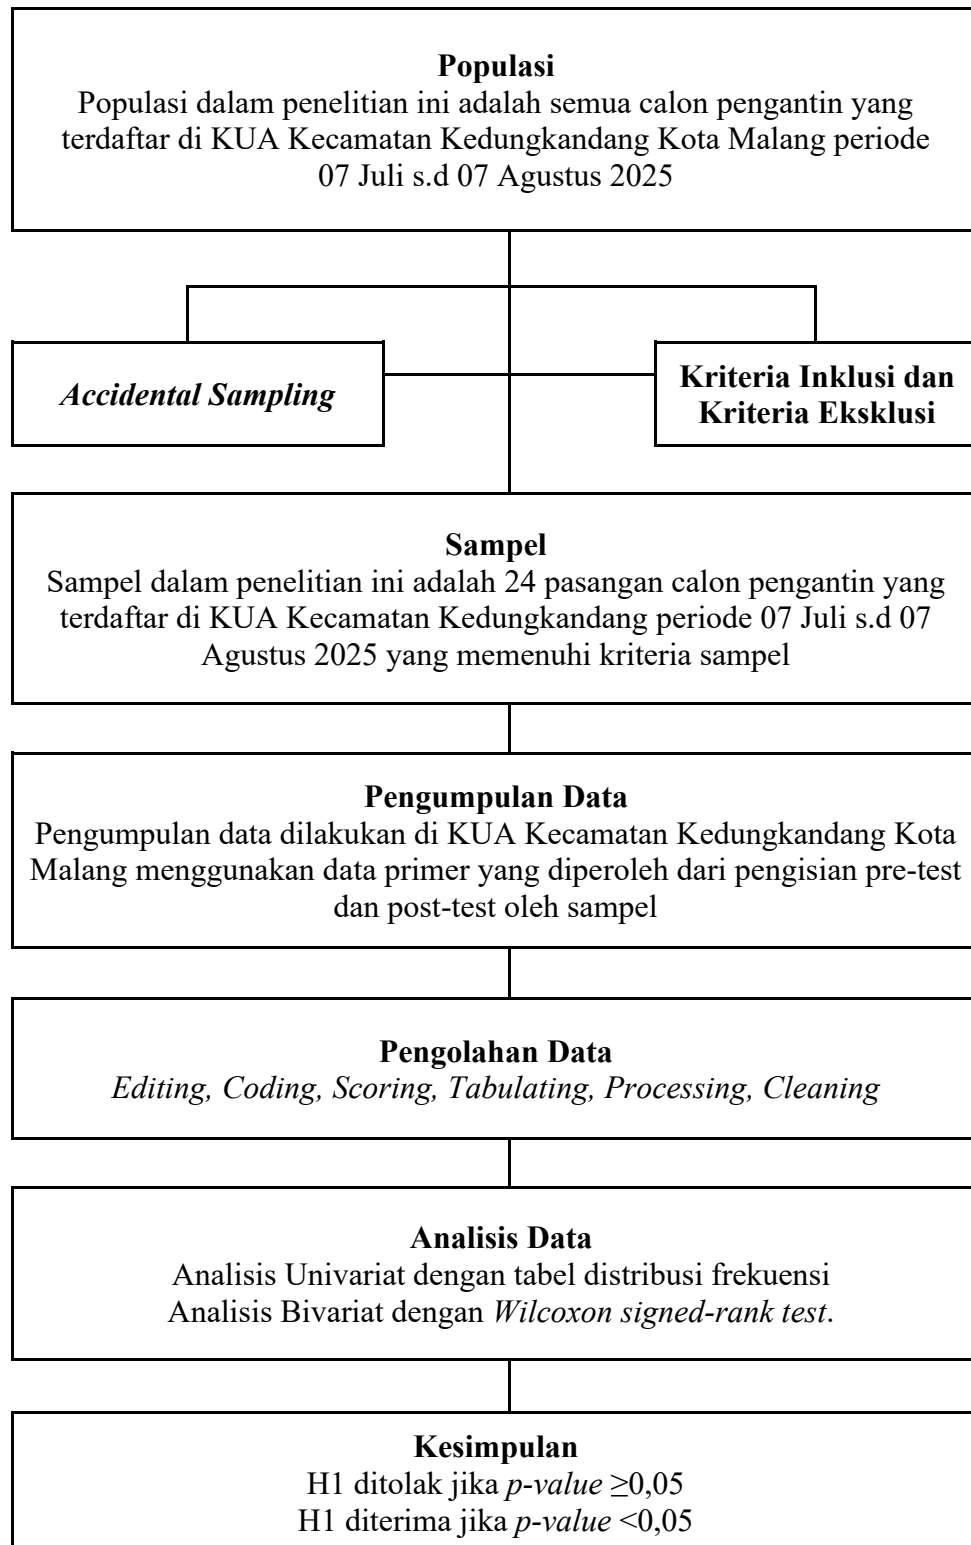 Populasi
Populasi dalam penelitian ini adalah semua calon pengantin yang
terdaftar di KUA Kecamatan Kedungkandang Kota Malang periode
07 Juli s.d 07 Agustus 2025
Accidental Sampling
Kriteria Inklusi dan
Kriteria Eksklusi
Sampel
Sampel dalam penelitian ini adalah 24 pasangan calon pengantin yang
terdaftar di KUA Kecamatan Kedungkandang periode 07 Juli s.d 07
Agustus 2025 yang memenuhi kriteria sampel
Pengumpulan Data
Pengumpulan data dilakukan di KUA Kecamatan Kedungkandang Kota
Malang menggunakan data primer yang diperoleh dari pengisian pre-test
dan post-test oleh sampel
Pengolahan Data
Editing, Coding, Scoring, Tabulating, Processing, Cleaning
Analisis Data
Analisis Univariat dengan tabel distribusi frekuensi
Analisis Bivariat dengan Wilcoxon signed-rank test.
Kesimpulan
H1 ditolak jika p-value ≥0,05
H1 diterima jika p-value <0,05